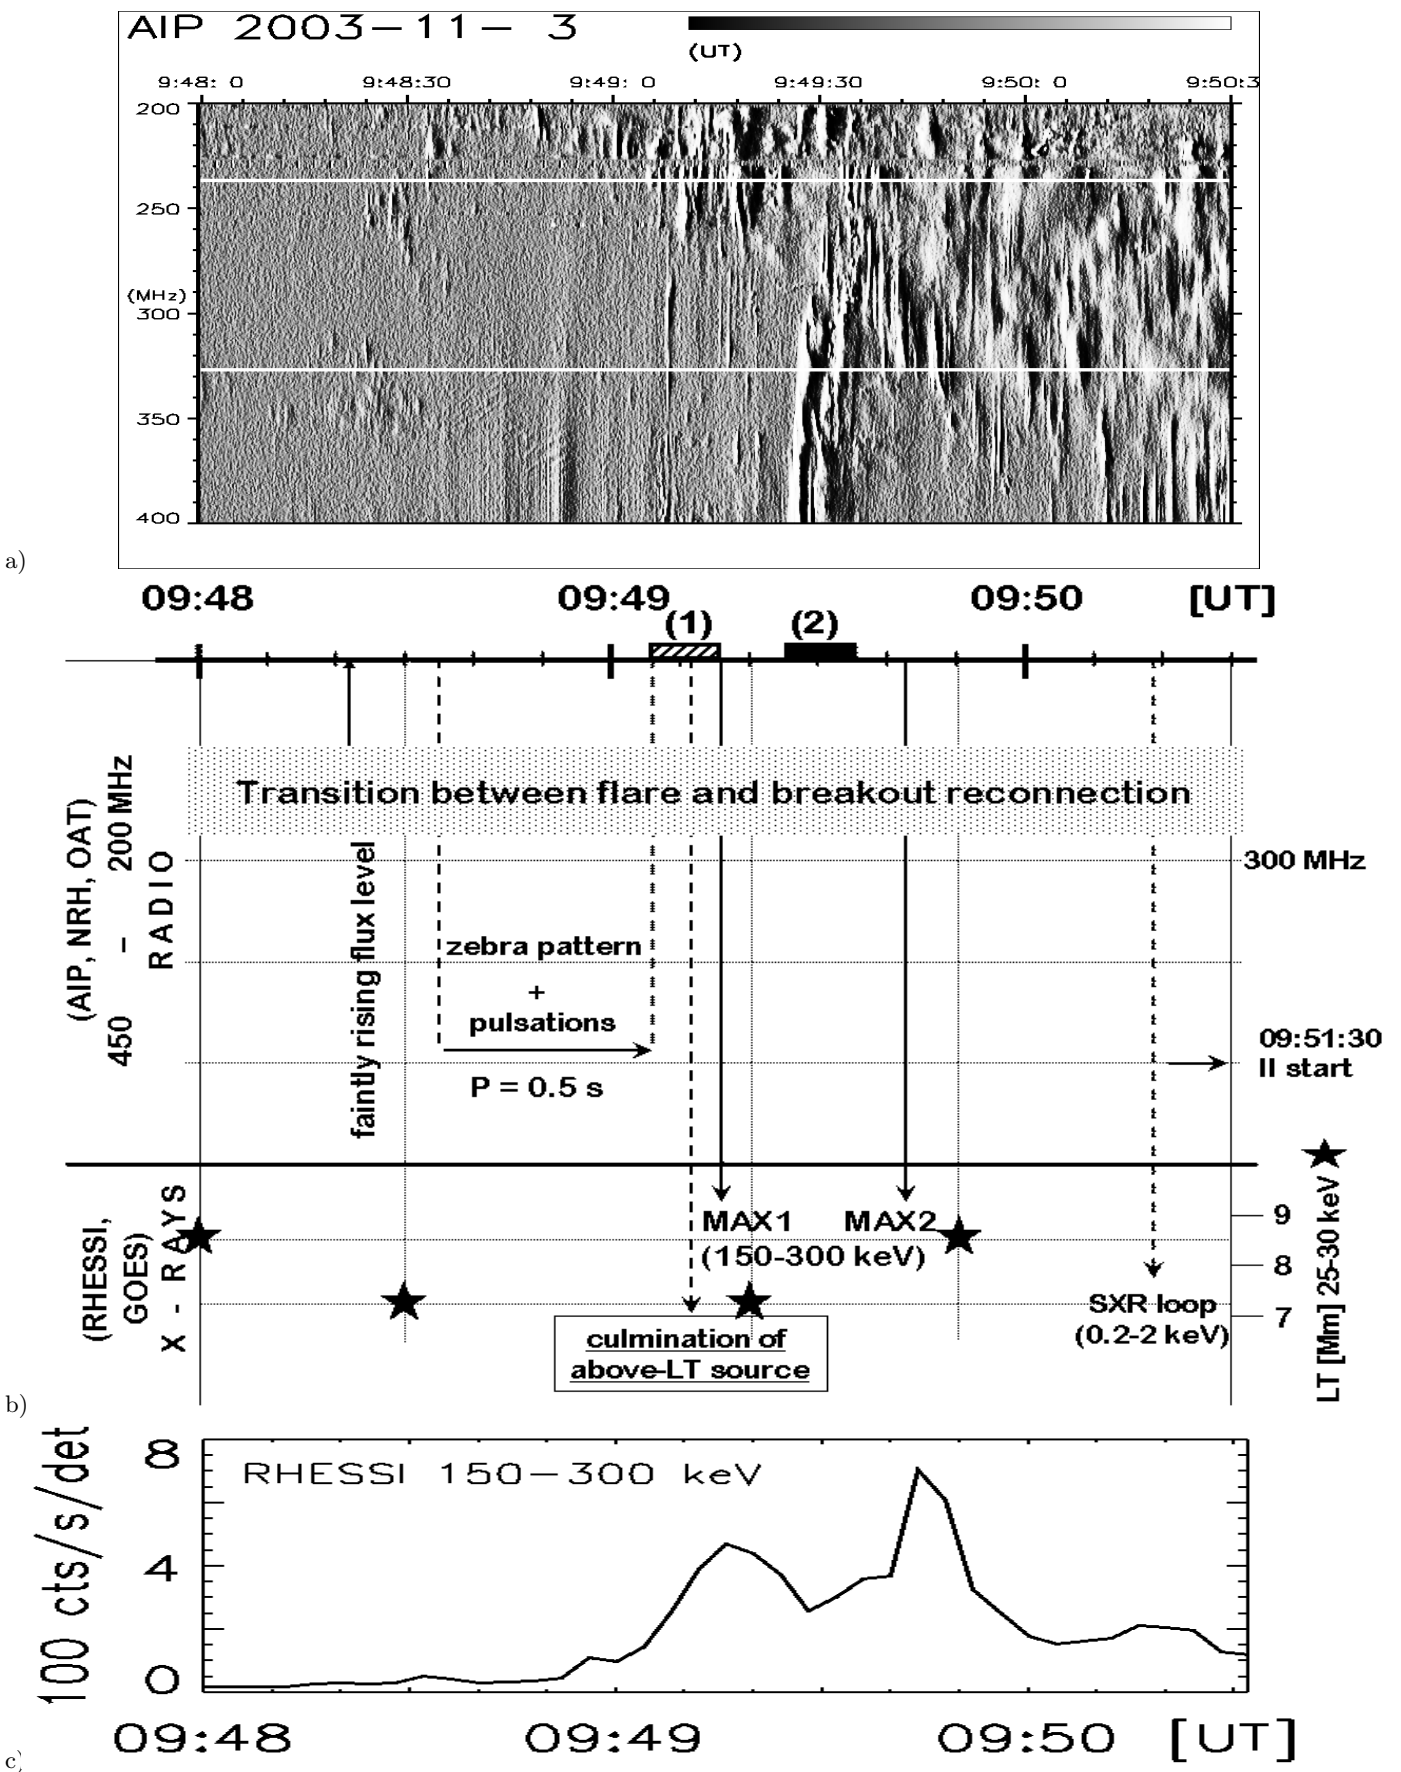 AIP 2003-11- 3
(UT)
9:48: 0 9:48:30 9:49: 0 9:49:30 9:50: 0 9:50:3
200
250
(MHz)
300
350
400
a)
09:48 09:49 09:50 [UT]
(1) (2)
Transition between flare and breakout reconnection
(AIP, NRH, OAT)
450 – 200 MHz
RADIO
faintly rising flux level
300 MHz
zebra pattern
+
pulsations
P = 0.5 s
09:51:30
II start
(RHESSI,
GOES)
X - RAYS
MAX1 MAX2
(150-300 keV)
9
8
7
LT [Mm] 25-30 keV
SXR loop
(0.2-2 keV)
culmination of
above-LT source
b)
100 cts/s/det
8
4
0
RHESSI 150-300 keV
09:48 09:49 09:50 [UT]
c)